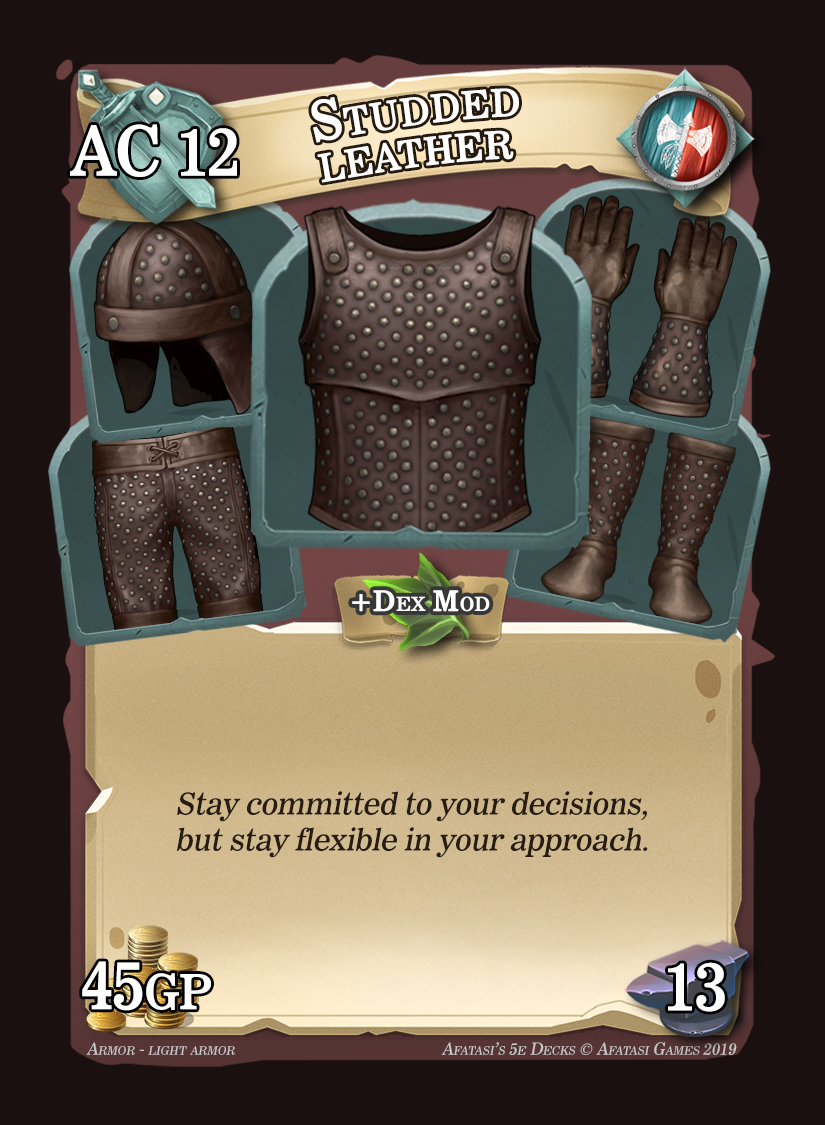 AC 12
STUDDED
LEATHER
+DEX MOD
Stay committed to your decisions,
but stay flexible in your approach.
45GP
13
ARMOR - LIGHT ARMOR
AFATASI'S 5E DECKS © AFATASI GAMES 2019